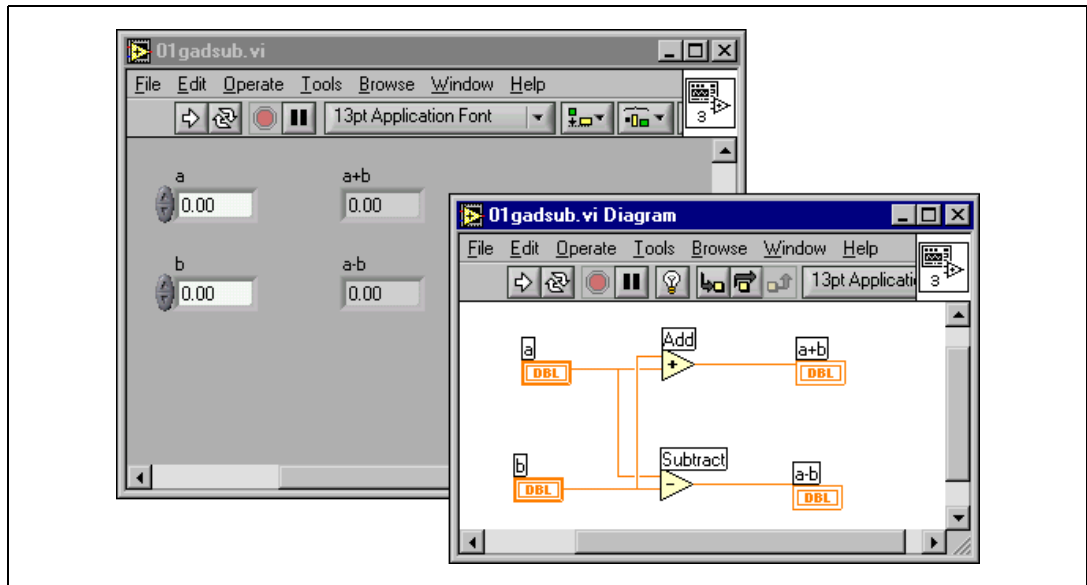 01gadsub.vi
File Edit Operate Tools Browse Window Help
13pt Application Font
3
a
0.00
a+b
0.00
b
0.00
a-b
0.00
01gadsub.vi Diagram
File Edit Operate Tools Browse Window Help
13pt Applicati
3
a
DBL
Add
+
a+b
DBL
b
DBL
Subtract
-
a-b
DBL